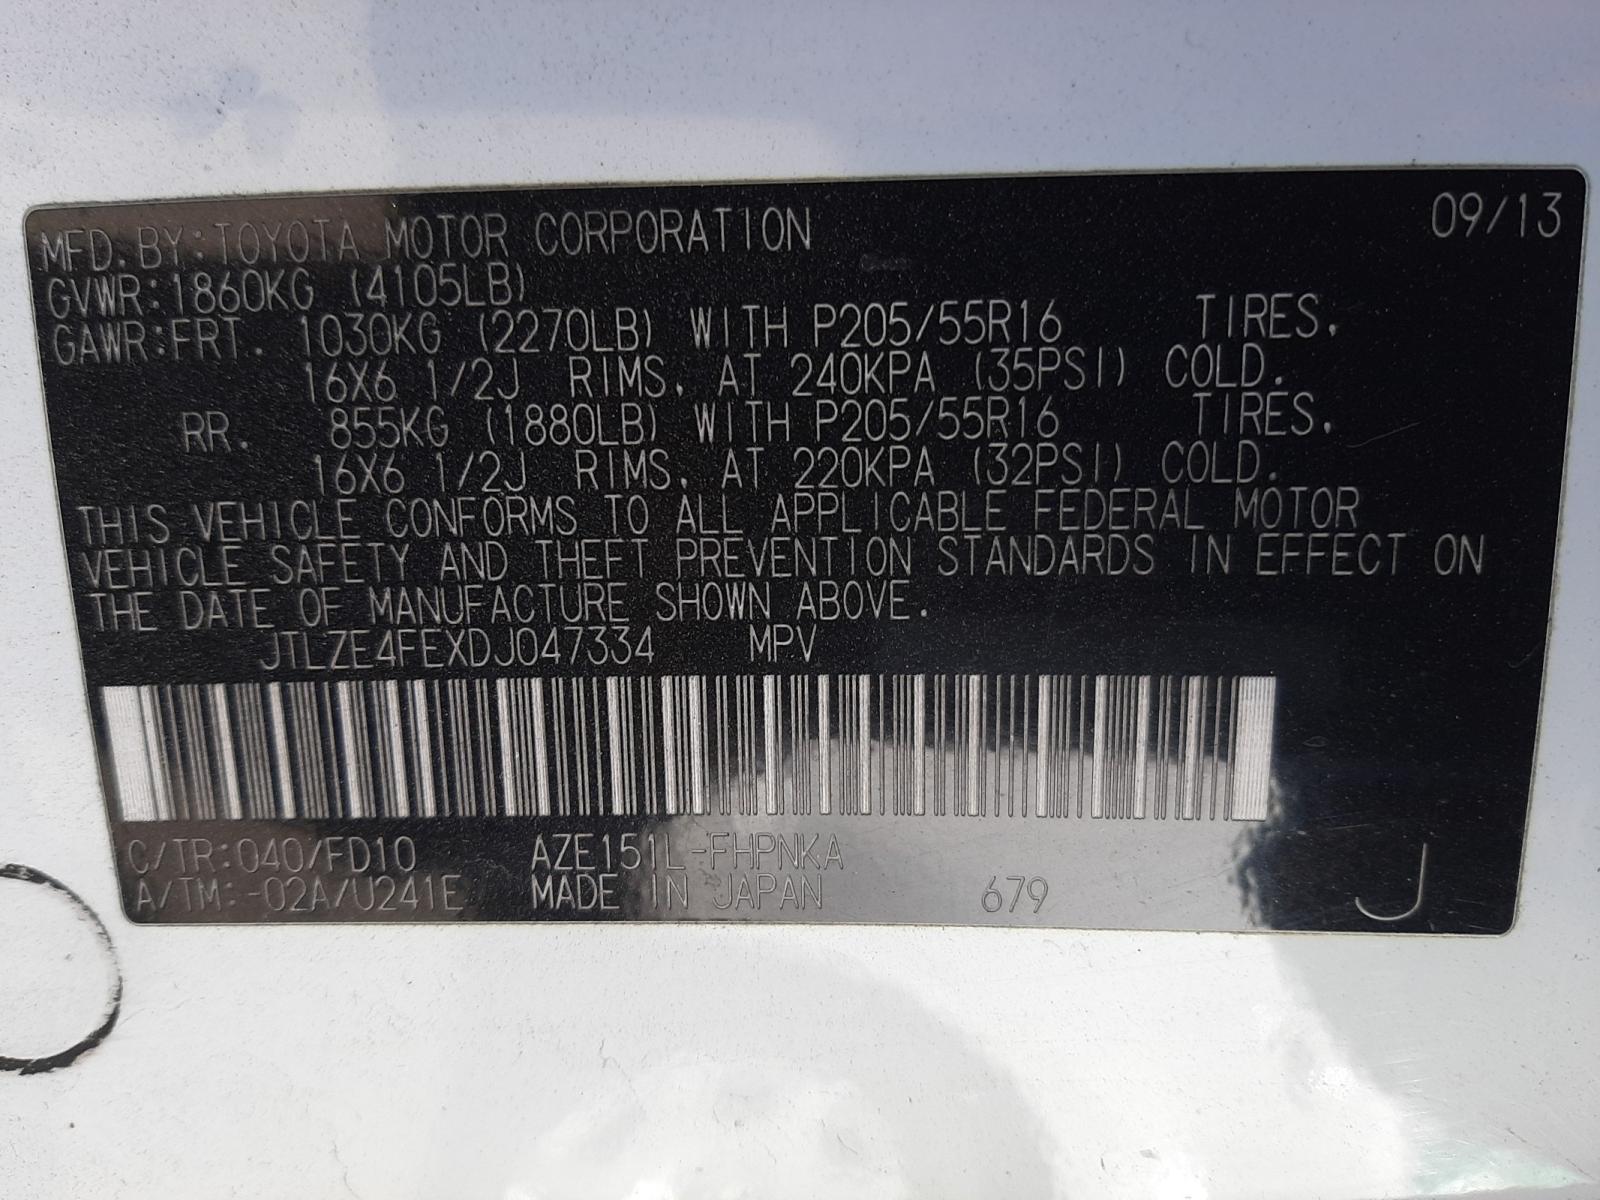 09/13
MFD. BY: TOYOTA MOTOR CORPORATION
GVWR: 1860KG (4105LB)
GAWR: FRT. 1030KG (2270LB) WITH P205/55R16 TIRES,
16X6 1/2J RIMS, AT 240KPA (35PSI) COLD.
RR. 855KG (1880LB) WITH P205/55R16 TIRES,
16X6 1/2J RIMS, AT 220KPA (32PSI) COLD.
THIS VEHICLE CONFORMS TO ALL APPLICABLE FEDERAL MOTOR
VEHICLE SAFETY AND THEFT PREVENTION STANDARDS IN EFFECT ON
THE DATE OF MANUFACTURE SHOWN ABOVE.
JTLZE4FEXDJ047334 MPV
C/TR: 040/FD10 AZE151L-FHPNKA
A/TM: -02A/U241E MADE IN JAPAN 679 J